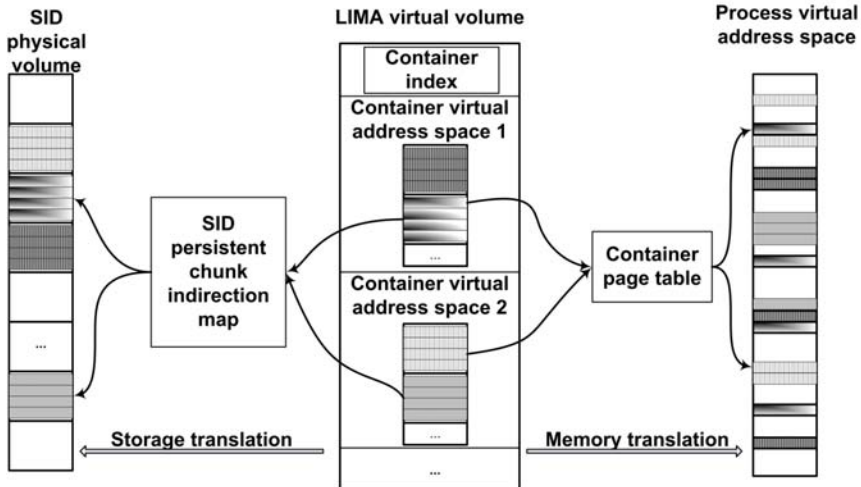 SID
physical
volume
LIMA virtual volume
Process virtual
address space
Container
index
Container virtual
address space 1
...
SID
persistent
chunk
indirection
map
Container
page table
Container virtual
address space 2
...
...
Storage translation
Memory translation
...